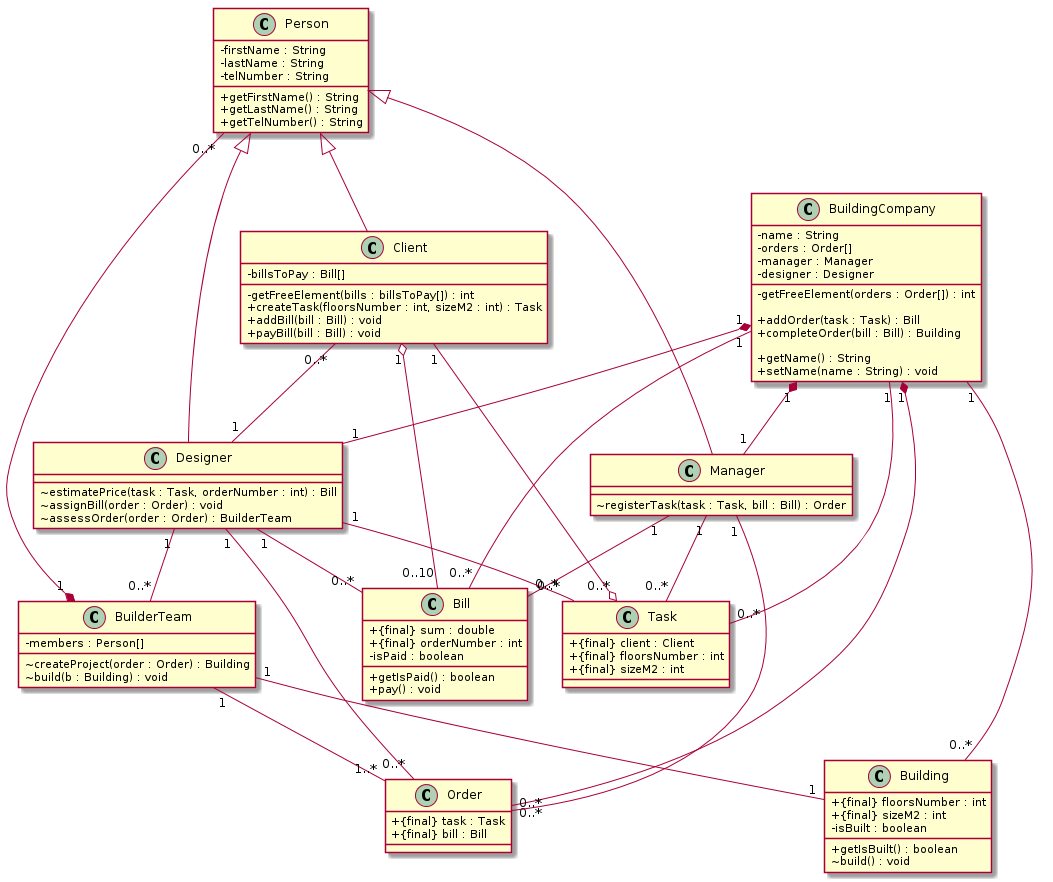 C Person
-firstName : String
-lastName : String
-telNumber : String
+getFirstName() : String
+getLastName() : String
+getTelNumber() : String
0..*
C BuildingCompany
-name : String
-orders : Order[]
-manager : Manager
-designer : Designer
-getFreeElement(orders : Order[]) : int
+addOrder(task : Task) : Bill
+completeOrder(bill : Bill) : Building
+getName() : String
+setName(name : String) : void
C Client
-billsToPay : Bill[]
-getFreeElement(bills : billsToPay[]) : int
+createTask(floorsNumber : int, sizeM2 : int) : Task
+addBill(bill : Bill) : void
+payBill(bill : Bill) : void
1
1
0..*
1
1
1
1
1
1
1
1
1
C Designer
~estimatePrice(task : Task, orderNumber : int) : Bill
~assignBill(order : Order) : void
~assessOrder(order : Order) : BuilderTeam
C Manager
~registerTask(task : Task, bill : Bill) : Order
1
1
1
1
1
1
1
0..*
0..*
0..10
0..*
0..*
0..*
0..*
0..*
0..*
1
C BuilderTeam
-members : Person[]
~createProject(order : Order) : Building
~build(b : Building) : void
C Bill
+{final} sum : double
+{final} orderNumber : int
-isPaid : boolean
+getIsPaid() : boolean
+pay() : void
C Task
+{final} client : Client
+{final} floorsNumber : int
+{final} sizeM2 : int
1
1
0..*
1..*
0..*
1
0..*
0..*
C Order
+{final} task : Task
+{final} bill : Bill
C Building
+{final} floorsNumber : int
+{final} sizeM2 : int
-isBuilt : boolean
+getIsBuilt() : boolean
~build() : void